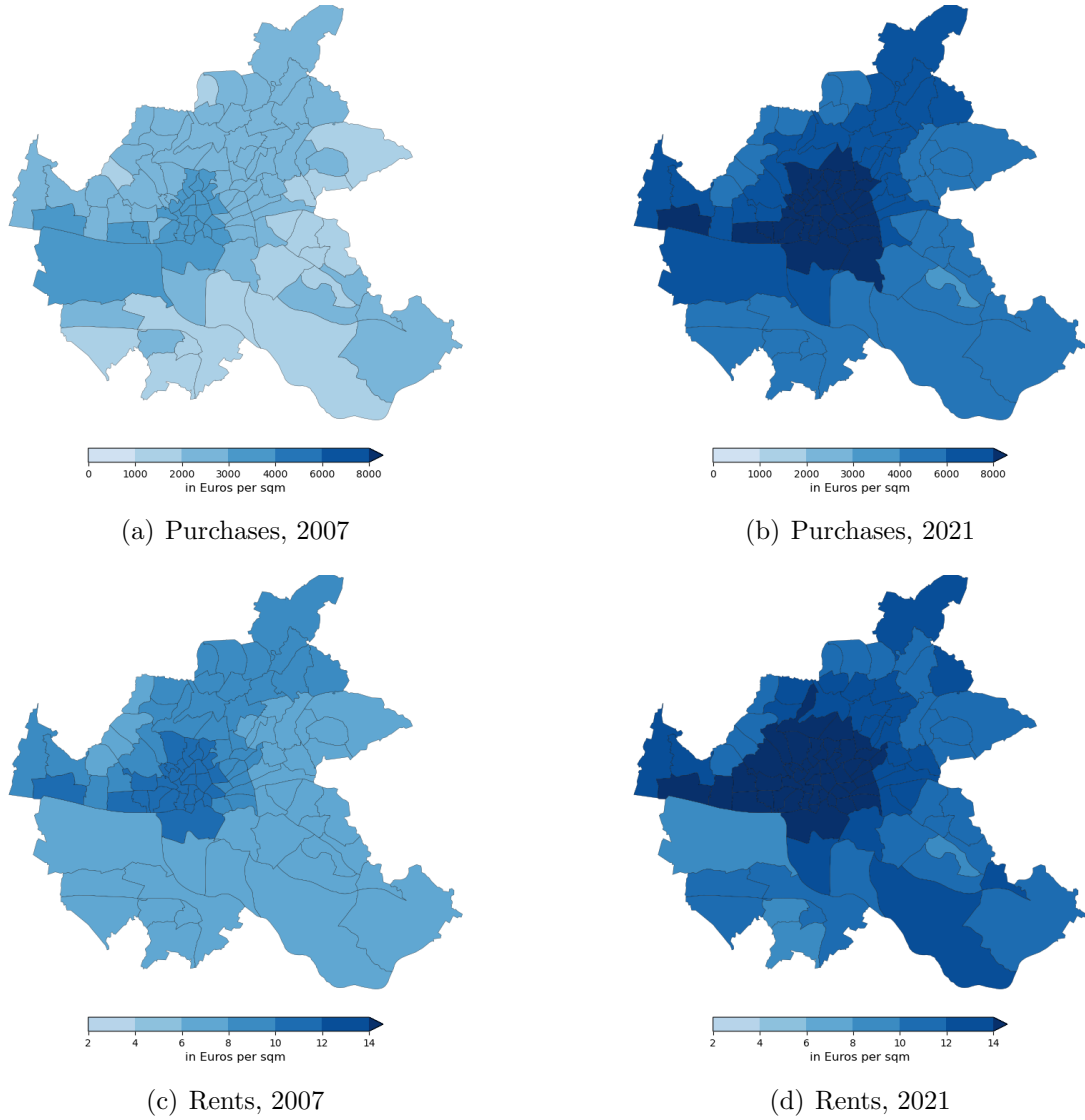 0 1000 2000 3000 4000 6000 8000
in Euros per sqm
(a) Purchases, 2007
0 1000 2000 3000 4000 6000 8000
in Euros per sqm
(b) Purchases, 2021
2 4 6 8 10 12 14
in Euros per sqm
(c) Rents, 2007
2 4 6 8 10 12 14
in Euros per sqm
(d) Rents, 2021